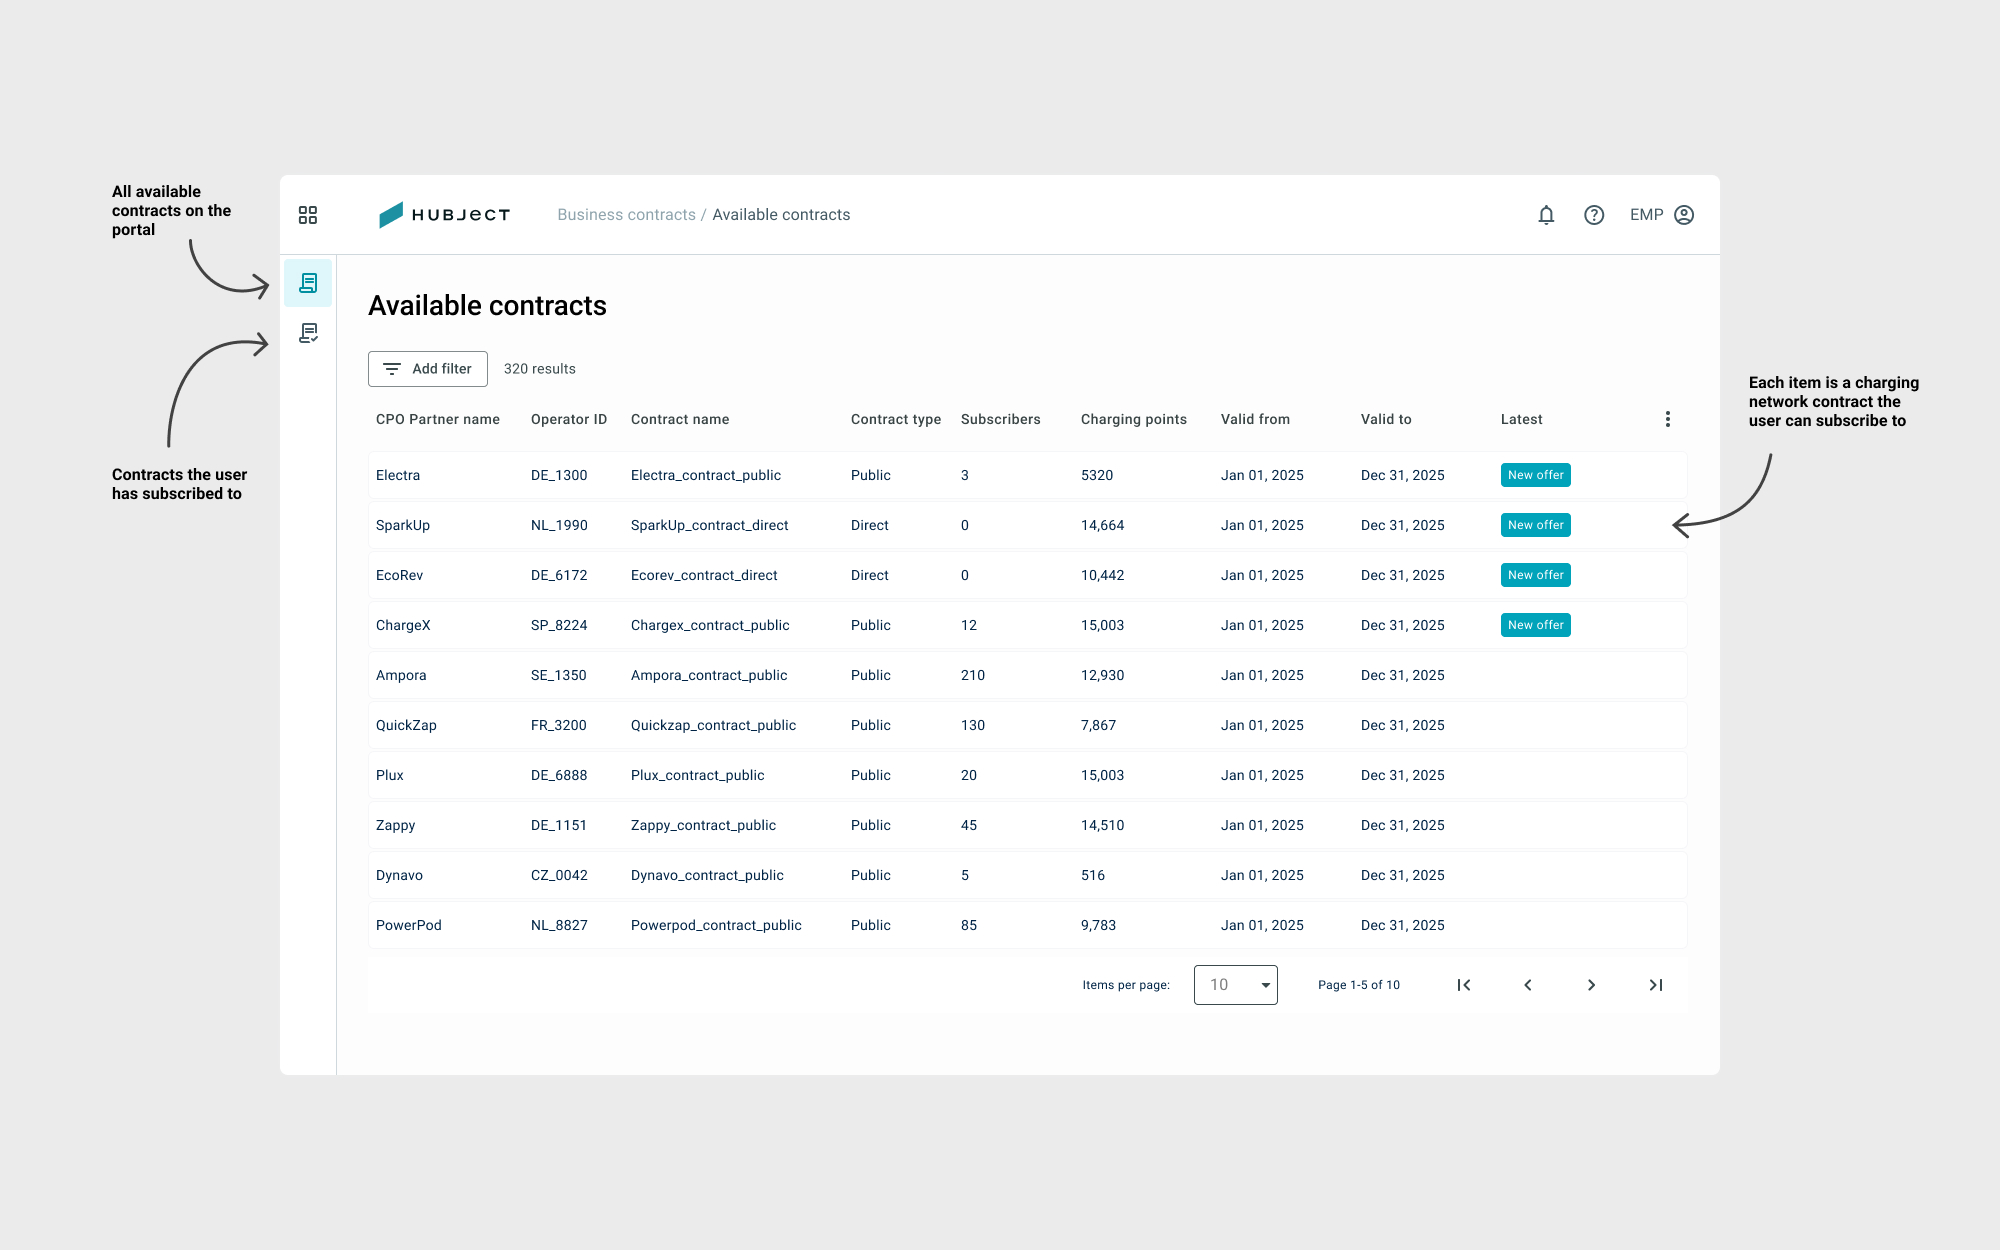 All available
contracts on the
portal
HUBJECT
Business contracts / Available contracts
EMP
Available contracts
Add filter
320 results
Each item is a charging
network contract the
user can subscribe to
Contracts the user
has subscribed to
CPO Partner name Operator ID Contract name Contract type Subscribers Charging points Valid from Valid to Latest
Electra DE_1300 Electra_contract_public Public 3 5320 Jan 01, 2025 Dec 31, 2025 New offer
SparkUp NL_1990 SparkUp_contract_direct Direct 0 14,664 Jan 01, 2025 Dec 31, 2025 New offer
EcoRev DE_6172 Ecorev_contract_direct Direct 0 10,442 Jan 01, 2025 Dec 31, 2025 New offer
ChargeX SP_8224 Chargex_contract_public Public 12 15,003 Jan 01, 2025 Dec 31, 2025 New offer
Ampora SE_1350 Ampora_contract_public Public 210 12,930 Jan 01, 2025 Dec 31, 2025
QuickZap FR_3200 Quickzap_contract_public Public 130 7,867 Jan 01, 2025 Dec 31, 2025
Plux DE_6888 Plux_contract_public Public 20 15,003 Jan 01, 2025 Dec 31, 2025
Zappy DE_1151 Zappy_contract_public Public 45 14,510 Jan 01, 2025 Dec 31, 2025
Dynavo CZ_0042 Dynavo_contract_public Public 5 516 Jan 01, 2025 Dec 31, 2025
PowerPod NL_8827 Powerpod_contract_public Public 85 9,783 Jan 01, 2025 Dec 31, 2025
Items per page: 10 Page 1-5 of 10